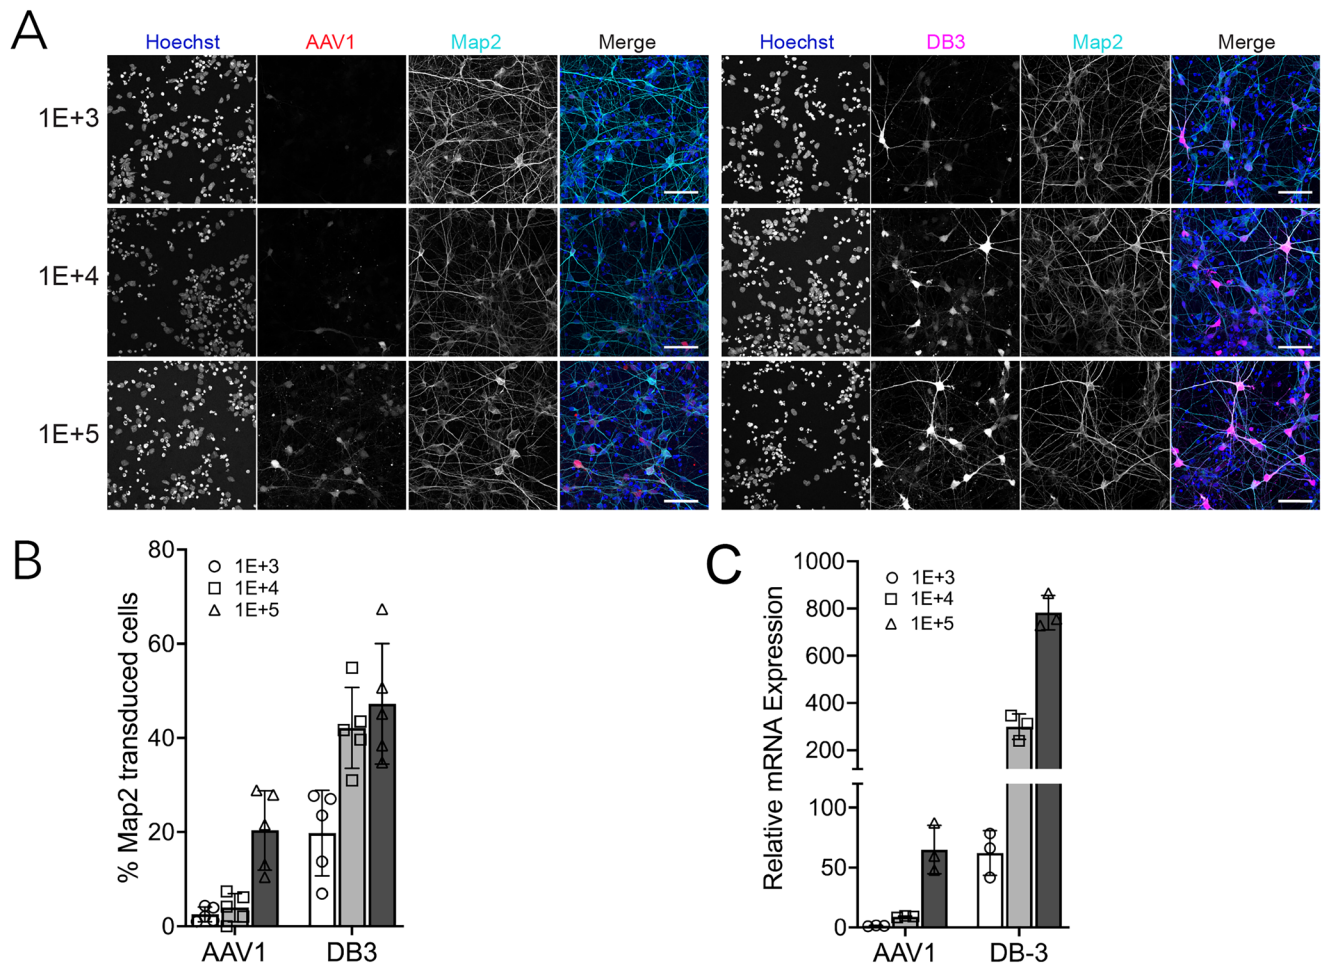 A
Hoechst AAV1 Map2 Merge Hoechst DB3 Map2 Merge
1E+3
1E+4
1E+5
B
% Map2 transduced cells
80
60
40
20
0
1E+3
1E+4
1E+5
AAV1 DB3
C
Relative mRNA Expression
1000
800
600
400
200
100
50
0
1E+3
1E+4
1E+5
AAV1 DB-3